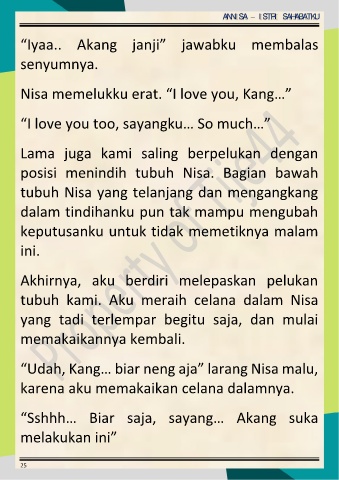 ANNISA – ISTRI SAHABATKU
“Iyaa.. Akang janji” jawabku membalas
senyumnya.
Nisa memelukku erat. “I love you, Kang…”
“I love you too, sayangku… So much…”
Lama juga kami saling berpelukan dengan
posisi menindih tubuh Nisa. Bagian bawah
tubuh Nisa yang telanjang dan mengangkang
dalam tindihanku pun tak mampu mengubah
keputusanku untuk tidak memetiknya malam
ini.
Akhirnya, aku berdiri melepaskan pelukan
tubuh kami. Aku meraih celana dalam Nisa
yang tadi terlempar begitu saja, dan mulai
memakaikannya kembali.
“Udah, Kang… biar neng aja” larang Nisa malu,
karena aku memakaikan celana dalamnya.
“Sshhh… Biar saja, sayang… Akang suka
melakukan ini”
25
Property of